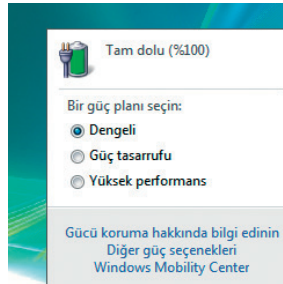 Tam dolu (%100)
Bir güç planı seçin:
Dengeli
Güç tasarrufu
Yüksek performans
Gücü koruma hakkında bilgi edinin
Diğer güç seçenekleri
Windows Mobility Center